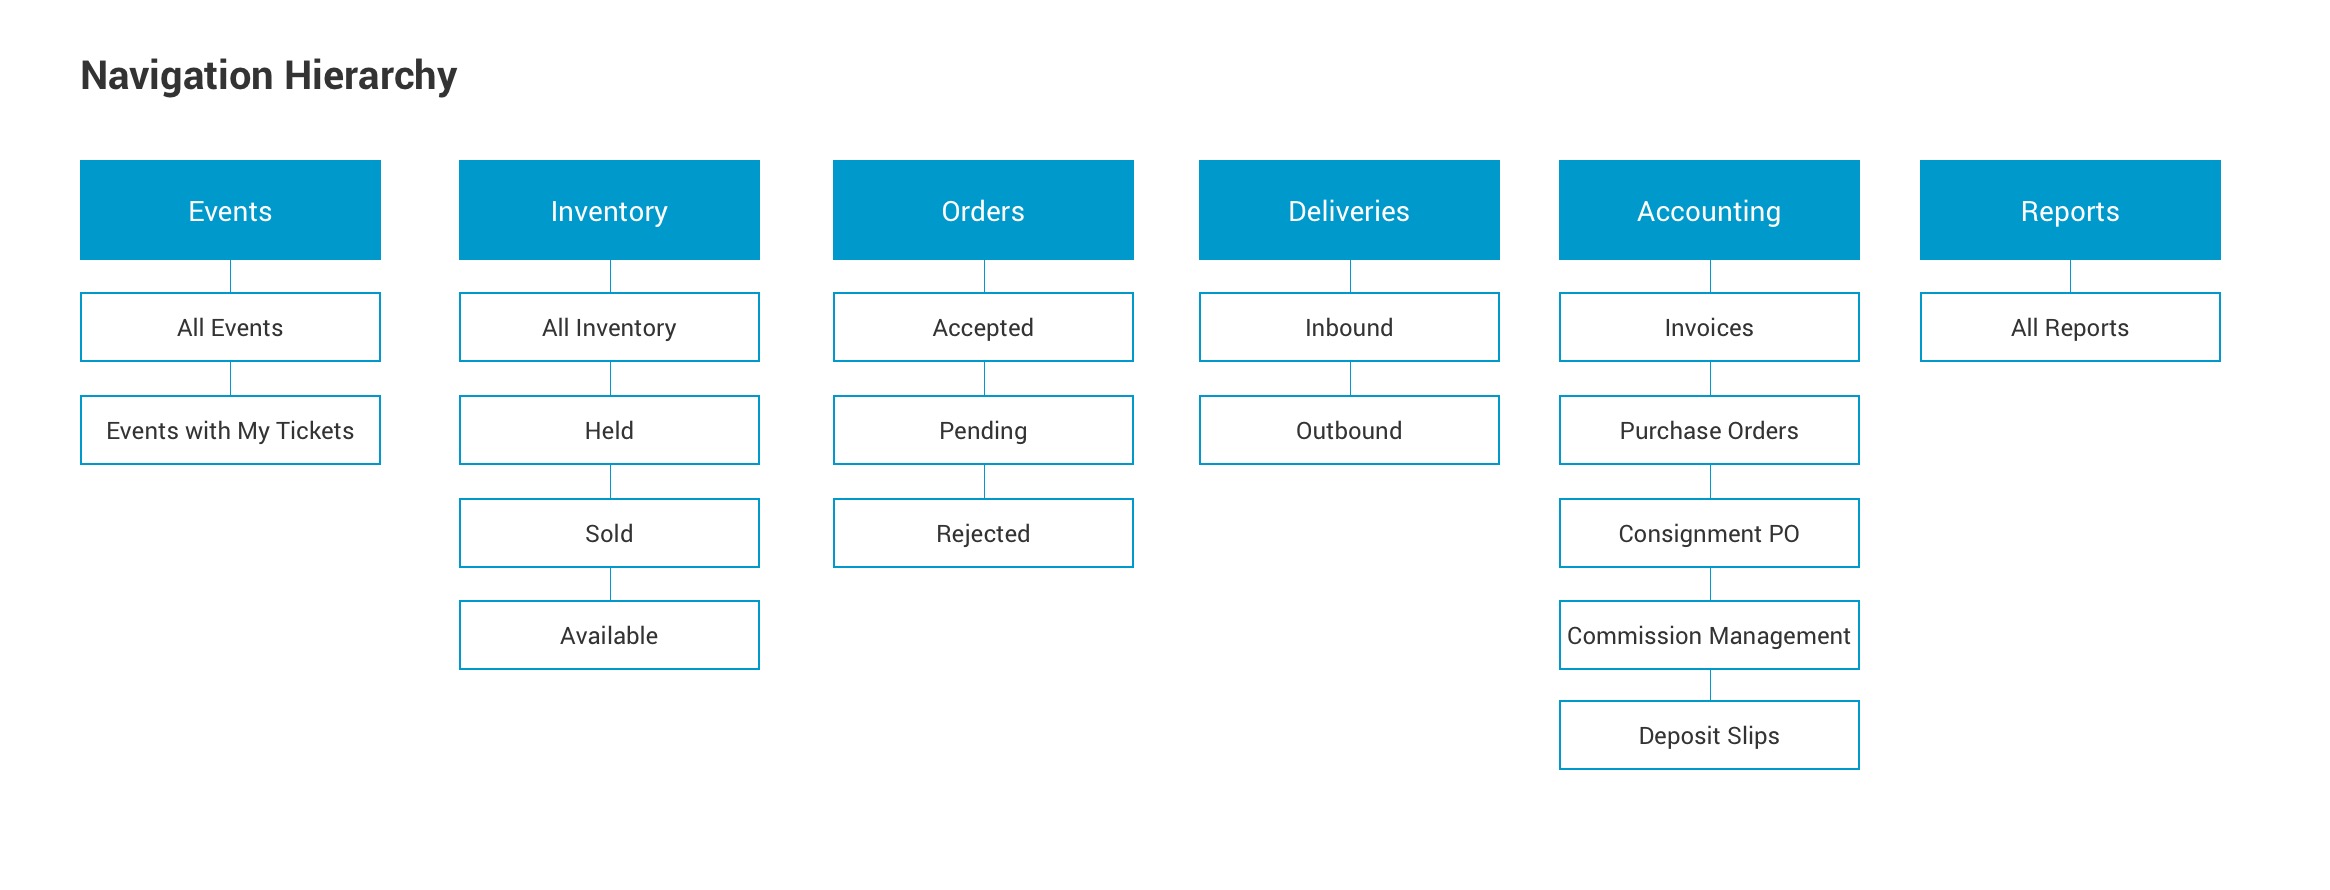 Navigation Hierarchy
Events
All Events
Events with My Tickets
Inventory
All Inventory
Held
Sold
Available
Orders
Accepted
Pending
Rejected
Deliveries
Inbound
Outbound
Accounting
Invoices
Purchase Orders
Consignment PO
Commission Management
Deposit Slips
Reports
All Reports